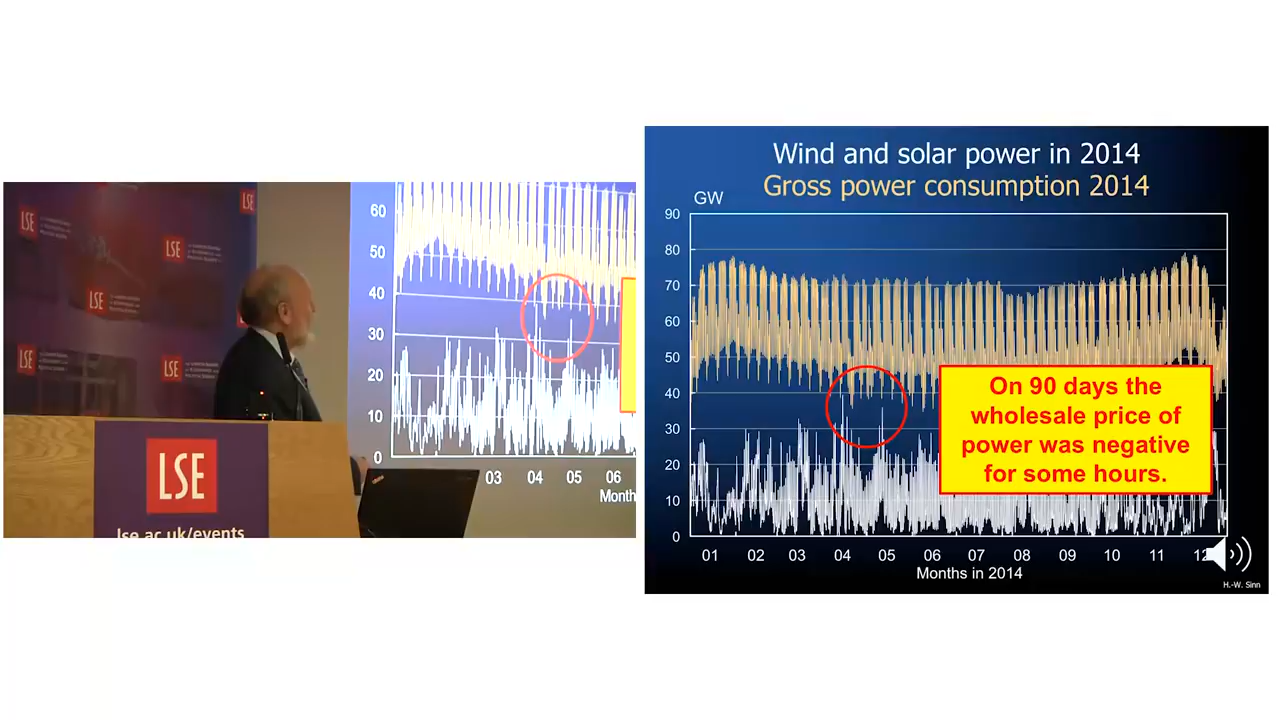 LSE
LSE
LSE
LSE
LSE
LSE
lse.ac.uk/events
60
50
40
30
20
10
0
03 04 05 06
Month
Wind and solar power in 2014
Gross power consumption 2014
GW
90
80
70
60
50
40
30
20
10
0
On 90 days the
wholesale price of
power was negative
for some hours.
01 02 03 04 05 06 07 08 09 10 11 12
Months in 2014
H.-W. Sinn